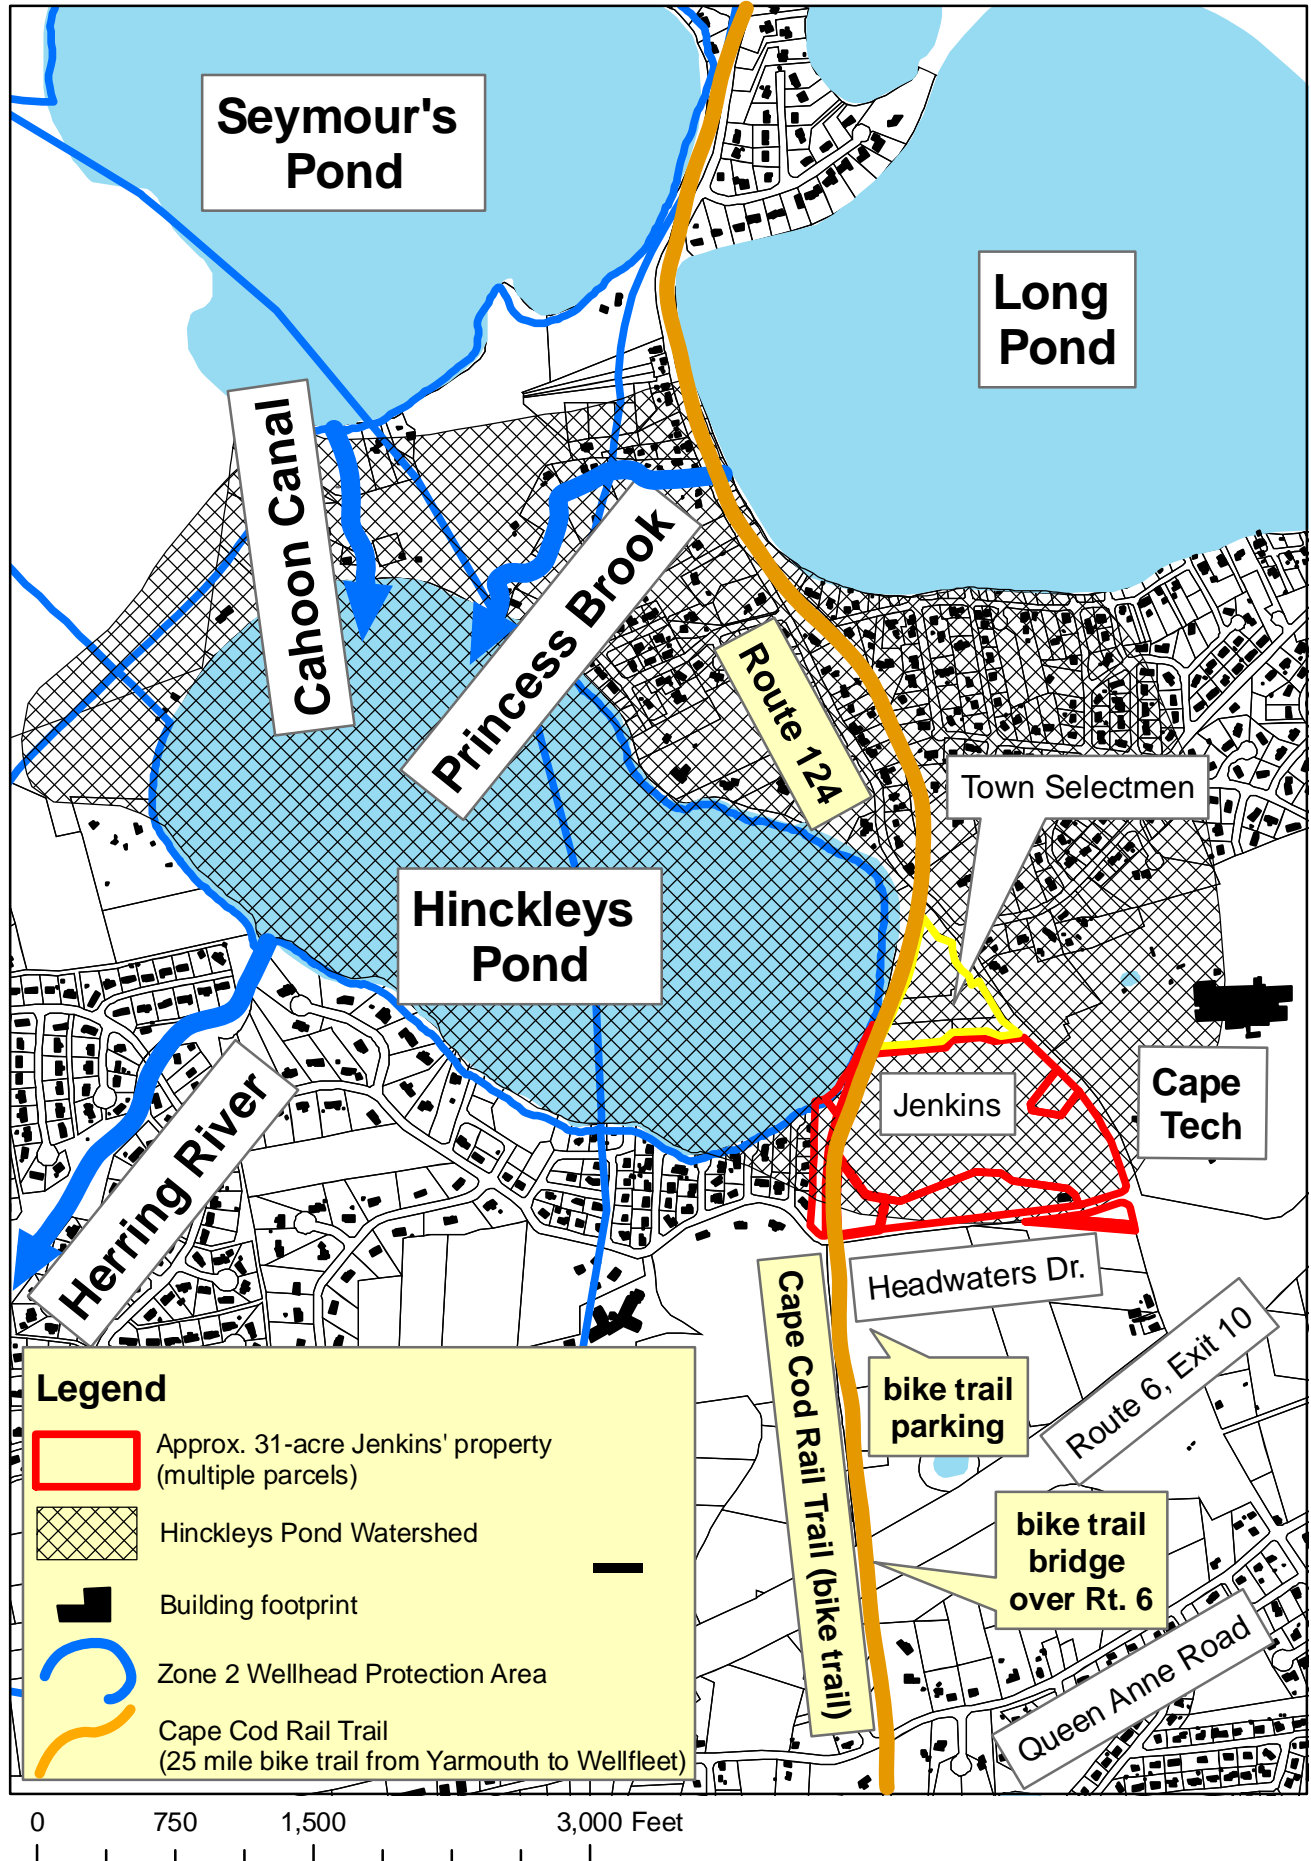 Seymour's
Pond
Long
Pond
Cahoon Canal
Princess Brook
Route 124
Town Selectmen
Hinckleys
Pond
Jenkins
Cape
Tech
Herring River
Headwaters Dr.
Cape Cod Rail Trail (bike trail)
bike trail
parking
Route 6, Exit 10
bike trail
bridge
over Rt. 6
Queen Anne Road
Legend
Approx. 31-acre Jenkins' property
(multiple parcels)
Hinckleys Pond Watershed
Building footprint
Zone 2 Wellhead Protection Area
Cape Cod Rail Trail
(25 mile bike trail from Yarmouth to Wellfleet)
0 750 1,500 3,000 Feet